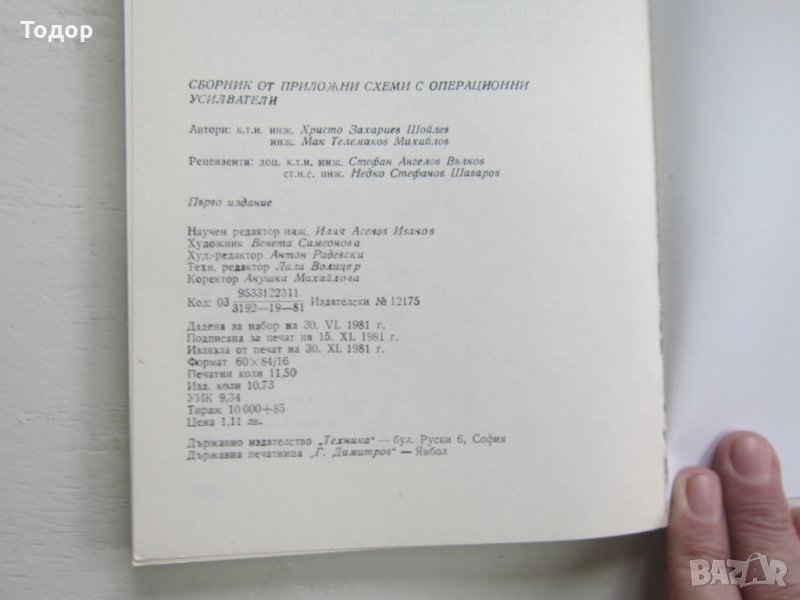 Тодор
СБОРНИК ОТ ПРИЛОЖНИ СХЕМИ С ОПЕРАЦИОННИ
УСИЛВАТЕЛИ
Автори: к.т.н. инж. Христо Захариев Шойлев
инж. Мак Телемаков Михайлов
Рецензенти: доц. к.т.н. инж. Стефан Ангелов Вълков
ст.н.с. инж. Недко Стефанов Шиваров
Първо издание
Научен редактор инж. Илия Асенов Иванов
Художник Венета Самсонова
Худ.-редактор Антон Радевски
Техн. редактор Лили Волицер
Коректор Анушка Михайлова
Код: 03 9533122311 / 3192—19—81 Издателски № 12175
Дадена за набор на 30. VI. 1981 г.
Подписана за печат на 15. XI. 1981 г.
Излязла от печат на 30. XI. 1981 г.
Формат 60×84/16
Печатни коли 11,50
Изд. коли 10,73
УИК 9,34
Тираж 10 000+85
Цена 1,11 лв.
Държавно издателство „Техника“ — бул. Руски 6, София
Държавна печатница „Г. Димитров“ — Ямбол
BAZAR.bg